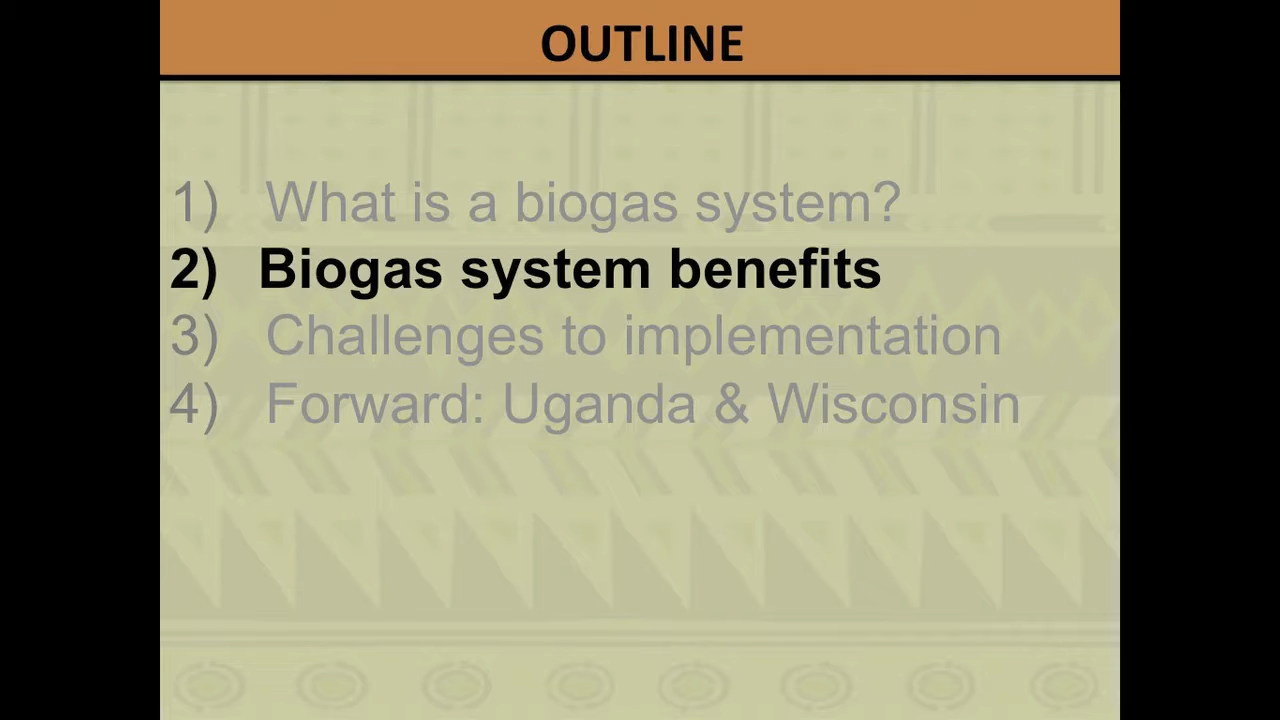 OUTLINE
1) What is a biogas system?
2) Biogas system benefits
3) Challenges to implementation
4) Forward: Uganda & Wisconsin